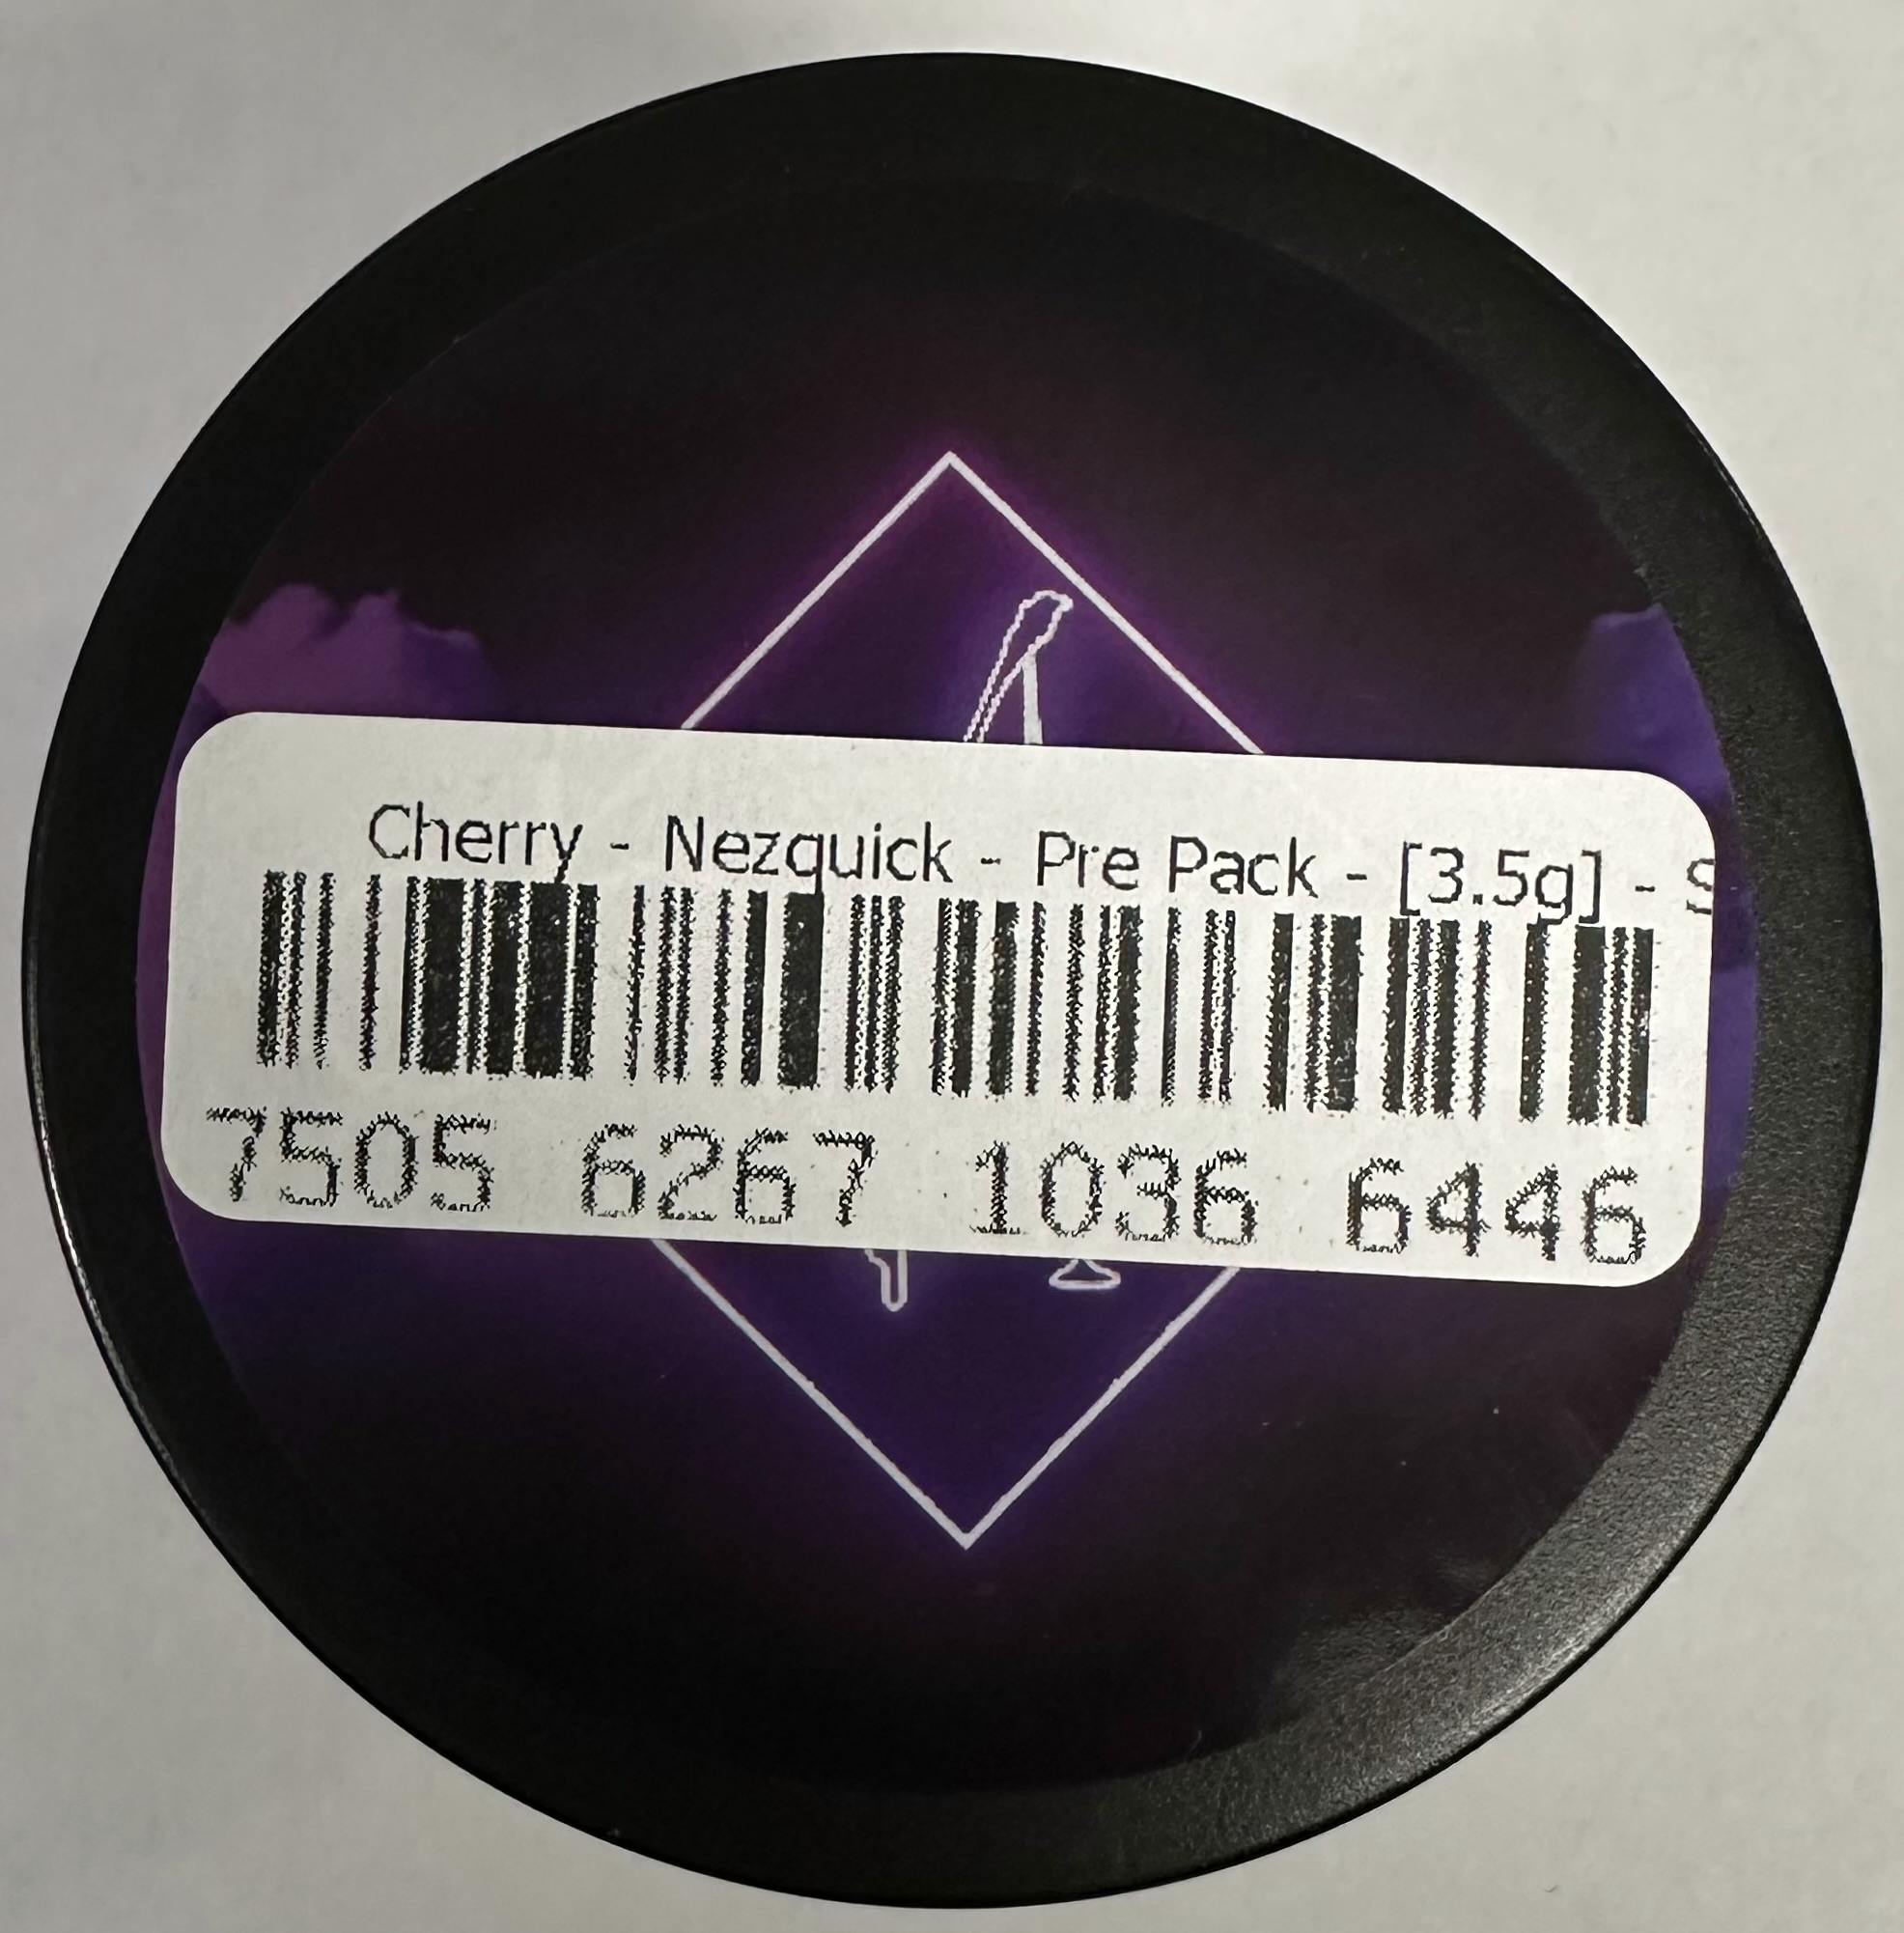 Cherry - Nezquick - Pre Pack - [3.5g] - S
7505 6267 1036 6446